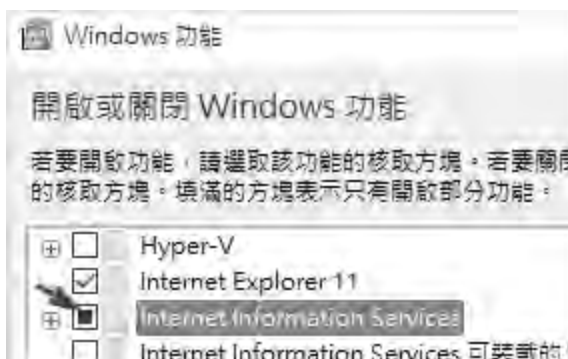 Windows 功能
開啟或關閉 Windows 功能
若要開啟功能，請選取該功能的核取方塊。若要關
的核取方塊。填滿的方塊表示只有開啟部分功能。
Hyper-V
Internet Explorer 11
Internet Information Services
Internet Information Services 可裝載的